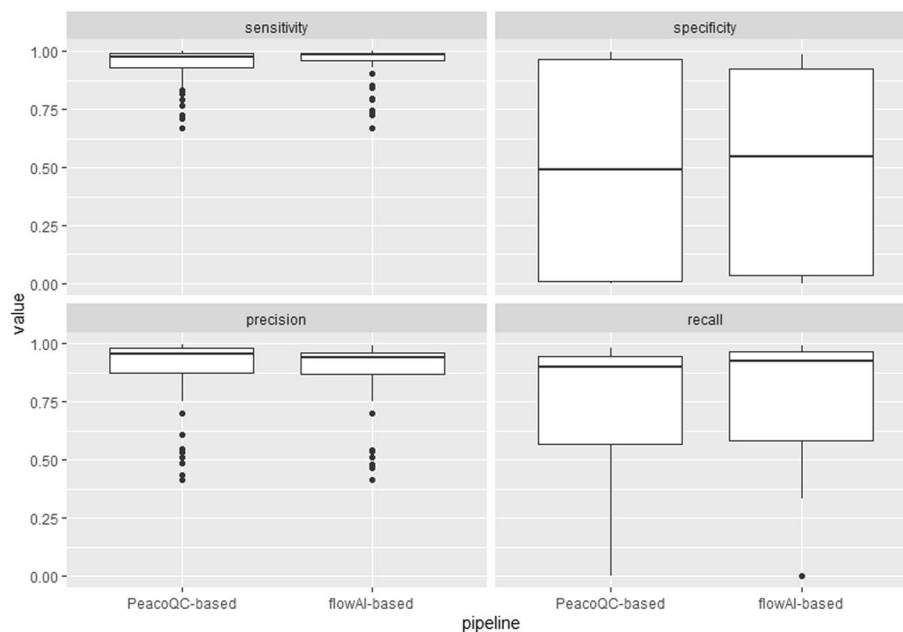 sensitivity
specificity
1.00
0.75
0.50
0.25
0.00
precision
recall
1.00
0.75
0.50
0.25
0.00
value
PeacoQC-based
flowAI-based
PeacoQC-based
flowAI-based
pipeline